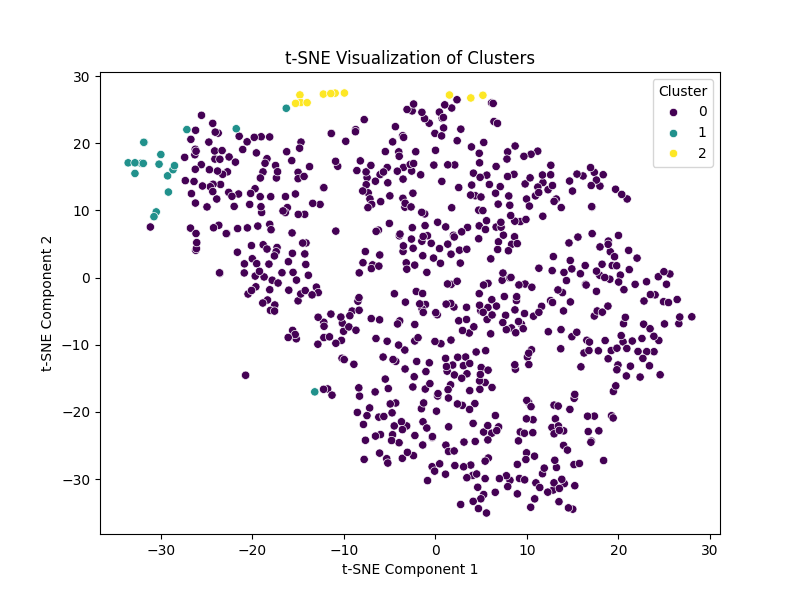 t-SNE Visualization of Clusters
Cluster
0
1
2
30
20
10
0
−10
−20
−30
t-SNE Component 2
−30 −20 −10 0 10 20 30
t-SNE Component 1